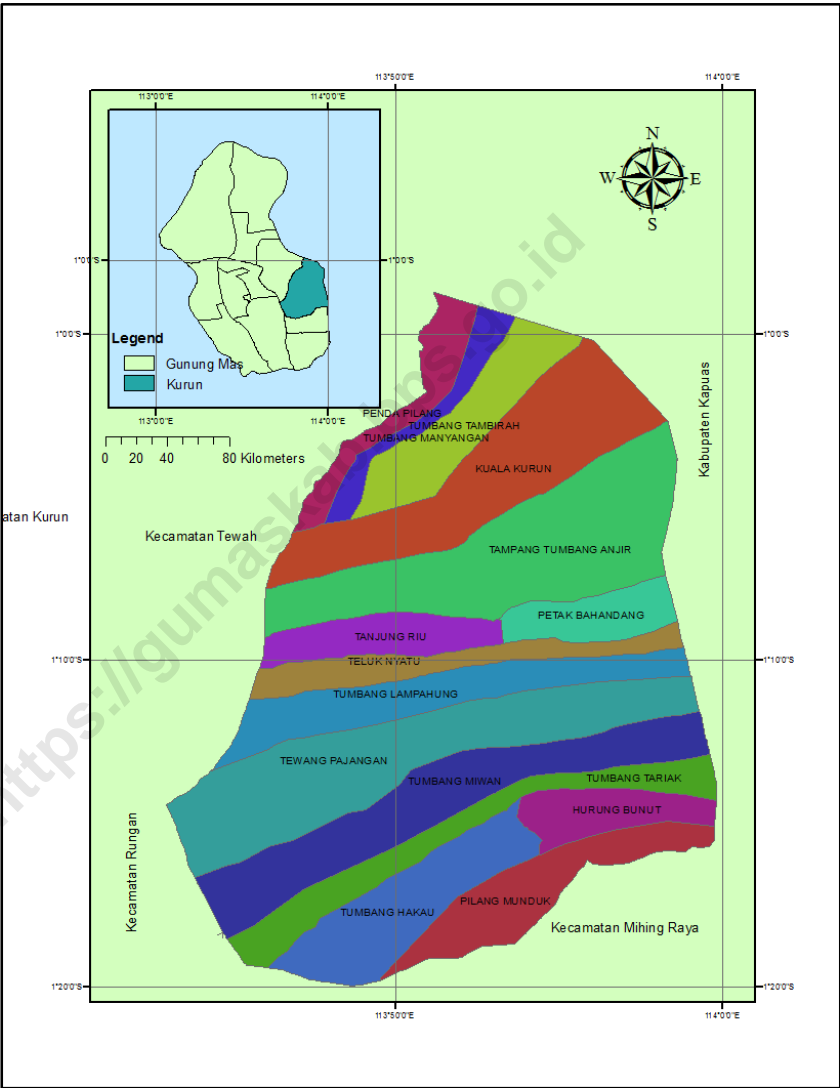 113°50'0"E
114°0'0"E
113°0'0"E
114°0'0"E
N
W
E
S
1°0'0"S
1°0'0"S
Legend
Gunung Mas
Kurun
1°0'0"S
1°0'0"S
113°0'0"E
114°0'0"E
Kabupaten Kapuas
PENDA PILANG
TUMBANG TAMBIRAH
TUMBANG MANYANGAN
0 20 40 80 Kilometers
KUALA KURUN
atan Kurun
Kecamatan Tewah
TAMPANG TUMBANG ANJIR
PETAK BAHANDANG
TANJUNG RIU
TELUK NYATU
1°10'0"S
1°10'0"S
TUMBANG LAMPAHUNG
TEWANG PAJANGAN
TUMBANG MIWAN
TUMBANG TARIAK
HURUNG BUNUT
Kecamatan Rungan
PILANG MUNDUK
TUMBANG HAKAU
Kecamatan Mihing Raya
1°20'0"S
1°20'0"S
113°50'0"E
114°0'0"E
https://gumaskab.bps.go.id